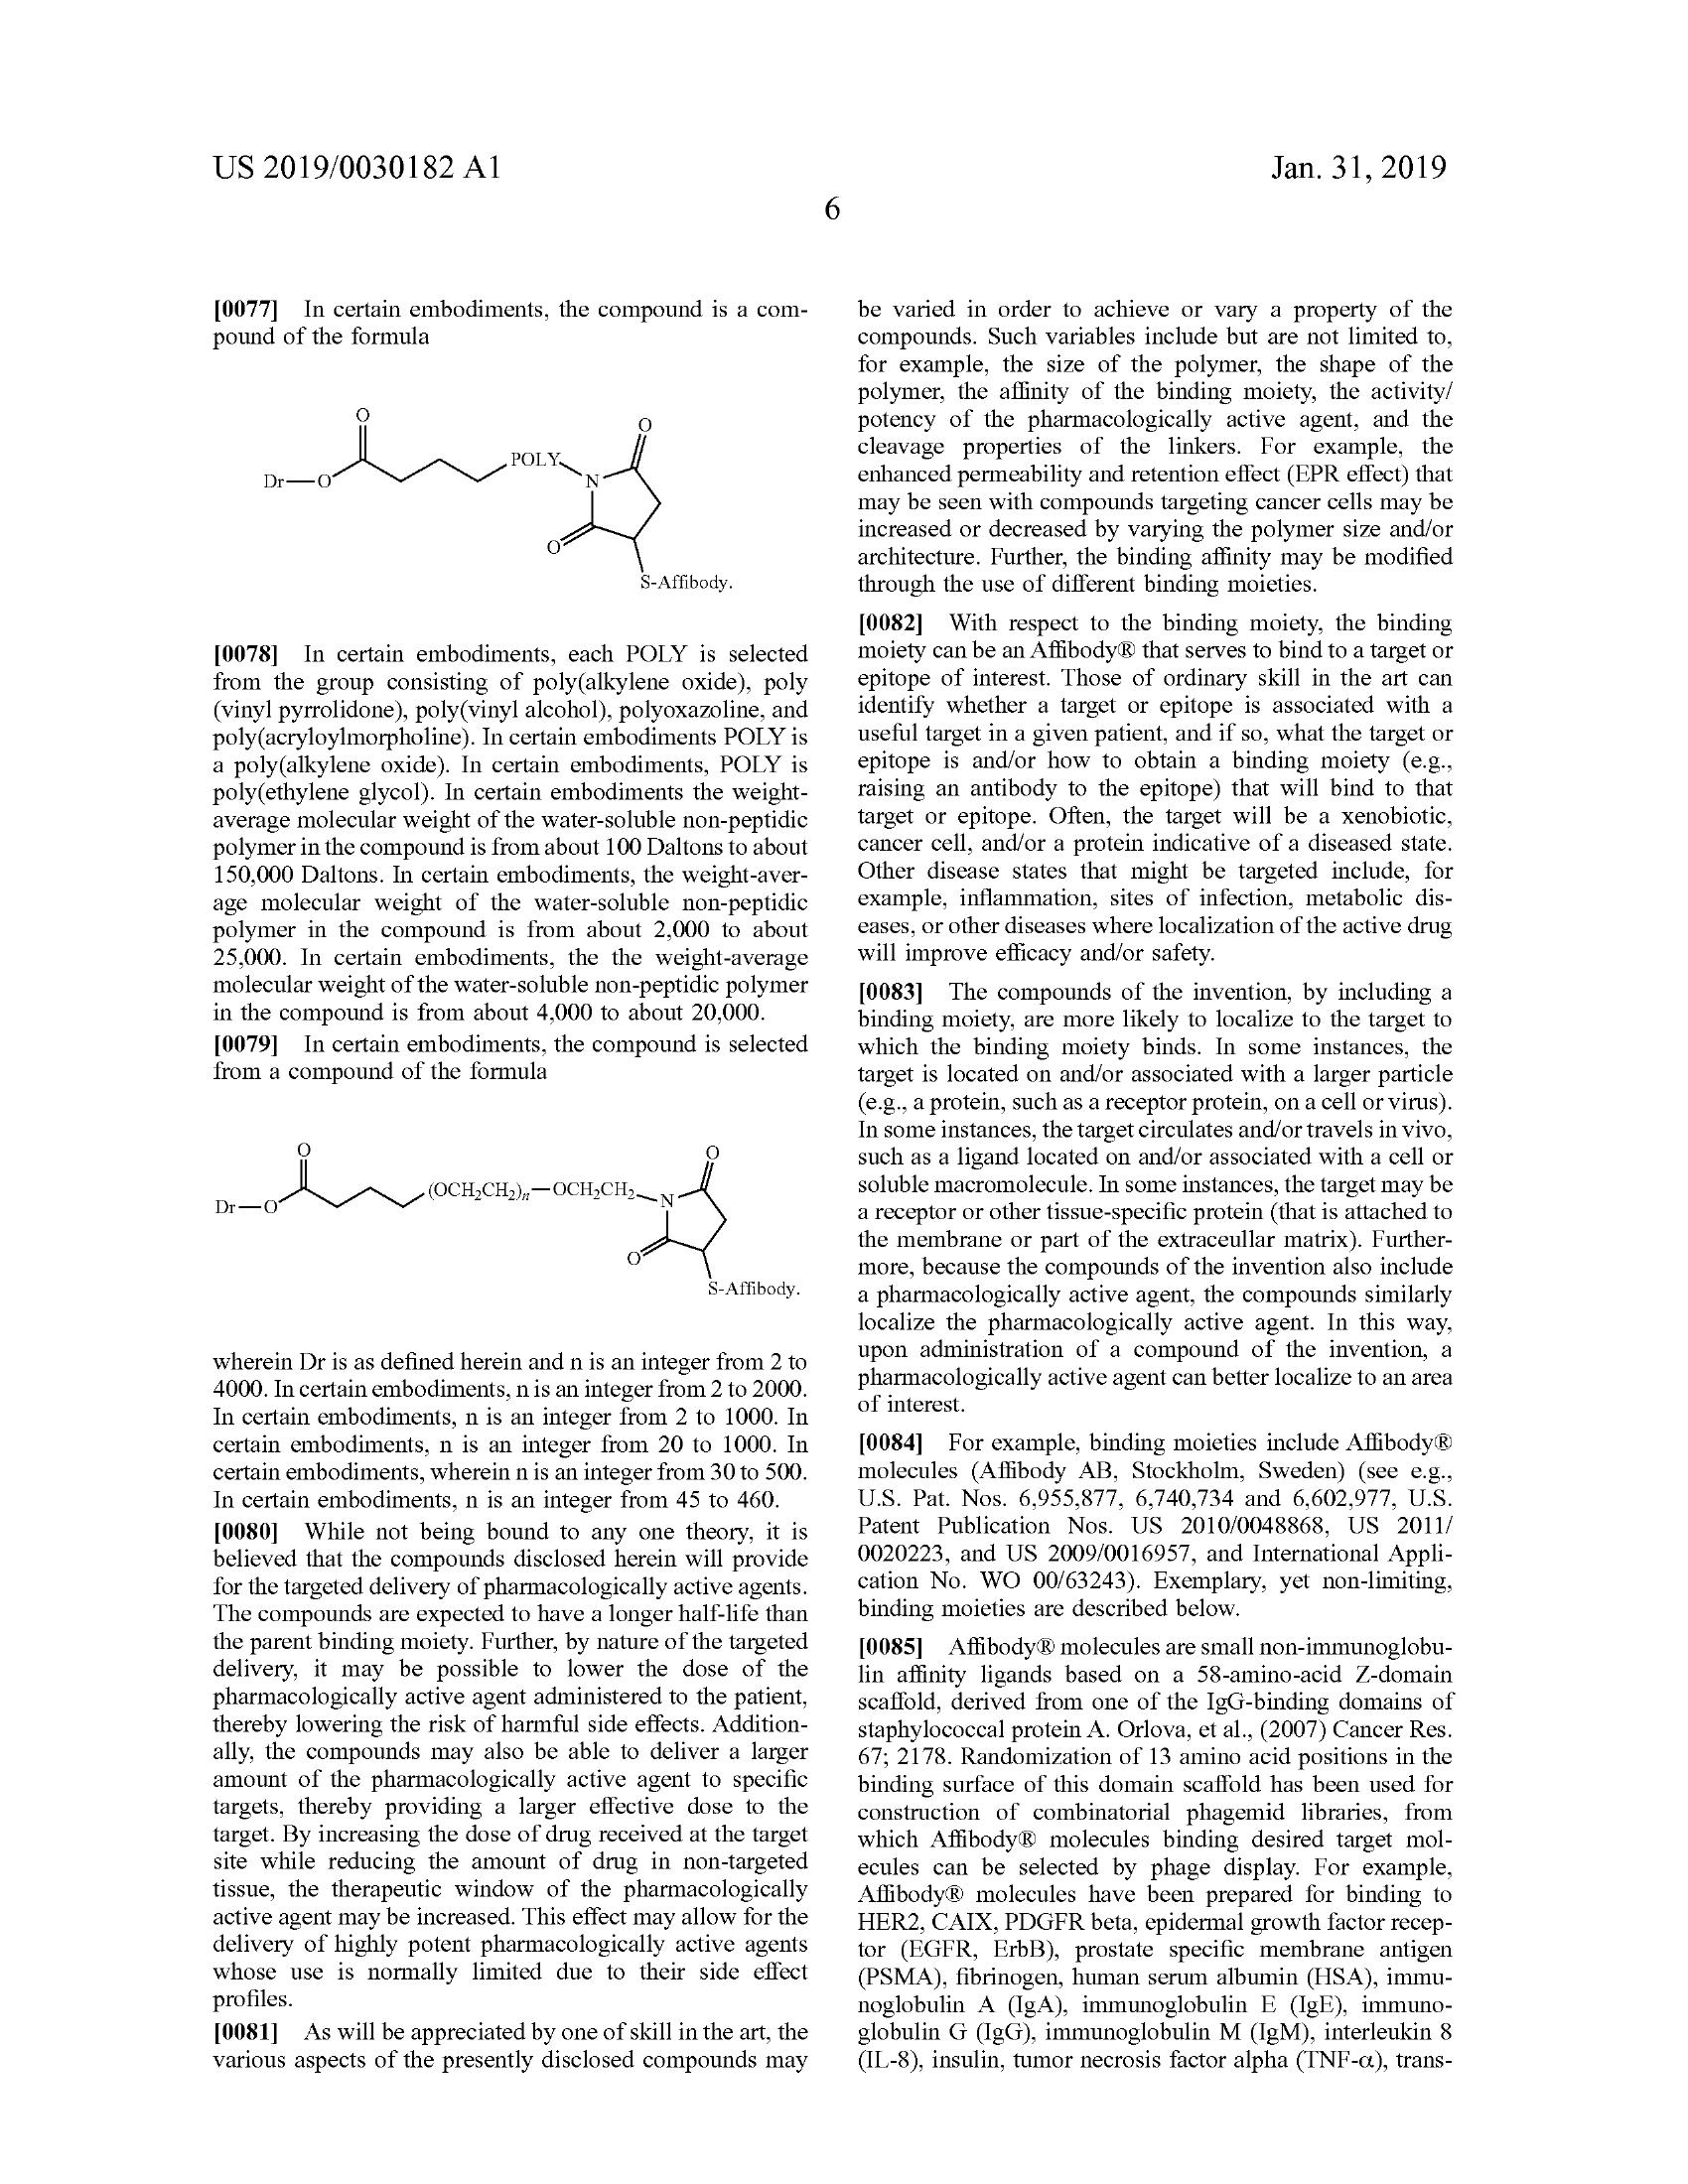 US 2019/0030182 A1
Jan. 31, 2019
6
[0077] In certain embodiments, the compound is a com-
pound of the formula
O
O
POLY
Dr—O
N
O
S-Affibody.
[0078] In certain embodiments, each POLY is selected
from the group consisting of poly(alkylene oxide), poly
(vinyl pyrrolidone), poly(vinyl alcohol), polyoxazoline, and
poly(acryloylmorpholine). In certain embodiments POLY is
a poly(alkylene oxide). In certain embodiments, POLY is
poly(ethylene glycol). In certain embodiments the weight-
average molecular weight of the water-soluble non-peptidic
polymer in the compound is from about 100 Daltons to about
150,000 Daltons. In certain embodiments, the weight-aver-
age molecular weight of the water-soluble non-peptidic
polymer in the compound is from about 2,000 to about
25,000. In certain embodiments, the the weight-average
molecular weight of the water-soluble non-peptidic polymer
in the compound is from about 4,000 to about 20,000.
[0079] In certain embodiments, the compound is selected
from a compound of the formula
O
O
(OCH₂CH₂)ₙ—OCH₂CH₂
Dr—O
N
O
S-Affibody.
wherein Dr is as defined herein and n is an integer from 2 to
4000. In certain embodiments, n is an integer from 2 to 2000.
In certain embodiments, n is an integer from 2 to 1000. In
certain embodiments, n is an integer from 20 to 1000. In
certain embodiments, wherein n is an integer from 30 to 500.
In certain embodiments, n is an integer from 45 to 460.
[0080] While not being bound to any one theory, it is
believed that the compounds disclosed herein will provide
for the targeted delivery of pharmacologically active agents.
The compounds are expected to have a longer half-life than
the parent binding moiety. Further, by nature of the targeted
delivery, it may be possible to lower the dose of the
pharmacologically active agent administered to the patient,
thereby lowering the risk of harmful side effects. Addition-
ally, the compounds may also be able to deliver a larger
amount of the pharmacologically active agent to specific
targets, thereby providing a larger effective dose to the
target. By increasing the dose of drug received at the target
site while reducing the amount of drug in non-targeted
tissue, the therapeutic window of the pharmacologically
active agent may be increased. This effect may allow for the
delivery of highly potent pharmacologically active agents
whose use is normally limited due to their side effect
profiles.
[0081] As will be appreciated by one of skill in the art, the
various aspects of the presently disclosed compounds may
be varied in order to achieve or vary a property of the
compounds. Such variables include but are not limited to,
for example, the size of the polymer, the shape of the
polymer, the affinity of the binding moiety, the activity/
potency of the pharmacologically active agent, and the
cleavage properties of the linkers. For example, the
enhanced permeability and retention effect (EPR effect) that
may be seen with compounds targeting cancer cells may be
increased or decreased by varying the polymer size and/or
architecture. Further, the binding affinity may be modified
through the use of different binding moieties.
[0082] With respect to the binding moiety, the binding
moiety can be an Affibody® that serves to bind to a target or
epitope of interest. Those of ordinary skill in the art can
identify whether a target or epitope is associated with a
useful target in a given patient, and if so, what the target or
epitope is and/or how to obtain a binding moiety (e.g.,
raising an antibody to the epitope) that will bind to that
target or epitope. Often, the target will be a xenobiotic,
cancer cell, and/or a protein indicative of a diseased state.
Other disease states that might be targeted include, for
example, inflammation, sites of infection, metabolic dis-
eases, or other diseases where localization of the active drug
will improve efficacy and/or safety.
[0083] The compounds of the invention, by including a
binding moiety, are more likely to localize to the target to
which the binding moiety binds. In some instances, the
target is located on and/or associated with a larger particle
(e.g., a protein, such as a receptor protein, on a cell or virus).
In some instances, the target circulates and/or travels in vivo,
such as a ligand located on and/or associated with a cell or
soluble macromolecule. In some instances, the target may be
a receptor or other tissue-specific protein (that is attached to
the membrane or part of the extraceullar matrix). Further-
more, because the compounds of the invention also include
a pharmacologically active agent, the compounds similarly
localize the pharmacologically active agent. In this way,
upon administration of a compound of the invention, a
pharmacologically active agent can better localize to an area
of interest.
[0084] For example, binding moieties include Affibody®
molecules (Affibody AB, Stockholm, Sweden) (see e.g.,
U.S. Pat. Nos. 6,955,877, 6,740,734 and 6,602,977, U.S.
Patent Publication Nos. US 2010/0048868, US 2011/
0020223, and US 2009/0016957, and International Appli-
cation No. WO 00/63243). Exemplary, yet non-limiting,
binding moieties are described below.
[0085] Affibody® molecules are small non-immunoglobu-
lin affinity ligands based on a 58-amino-acid Z-domain
scaffold, derived from one of the IgG-binding domains of
staphylococcal protein A. Orlova, et al., (2007) Cancer Res.
67; 2178. Randomization of 13 amino acid positions in the
binding surface of this domain scaffold has been used for
construction of combinatorial phagemid libraries, from
which Affibody® molecules binding desired target mol-
ecules can be selected by phage display. For example,
Affibody® molecules have been prepared for binding to
HER2, CAIX, PDGFR beta, epidermal growth factor recep-
tor (EGFR, ErbB), prostate specific membrane antigen
(PSMA), fibrinogen, human serum albumin (HSA), immu-
noglobulin A (IgA), immunoglobulin E (IgE), immuno-
globulin G (IgG), immunoglobulin M (IgM), interleukin 8
(IL-8), insulin, tumor necrosis factor alpha (TNF-α), trans-